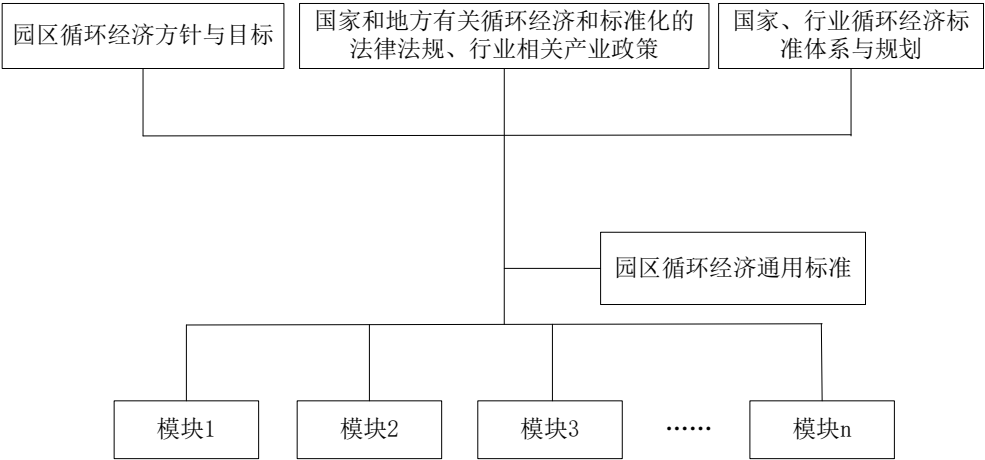 园区循环经济方针与目标
国家和地方有关循环经济和标准化的
法律法规、行业相关产业政策
国家、行业循环经济标
准体系与规划
园区循环经济通用标准
模块1
模块2
模块3
……
模块n